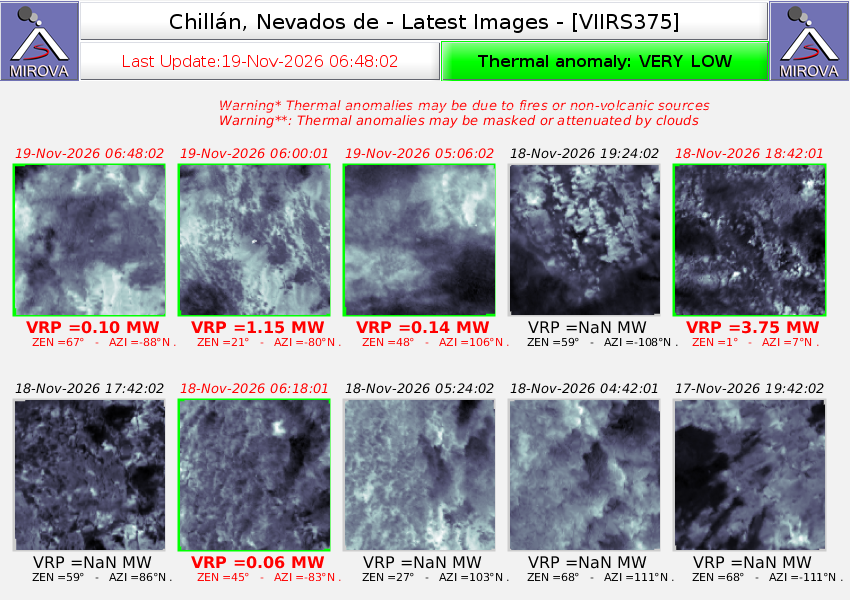 Chillán, Nevados de - Latest Images - [VIIRS375]
MIROVA
Last Update:19-Nov-2026 06:48:02
Thermal anomaly: VERY LOW
MIROVA
Warning* Thermal anomalies may be due to fires or non-volcanic sources
Warning**: Thermal anomalies may be masked or attenuated by clouds
19-Nov-2026 06:48:02
19-Nov-2026 06:00:01
19-Nov-2026 05:06:02
18-Nov-2026 19:24:02
18-Nov-2026 18:42:01
VRP =0.10 MW
VRP =1.15 MW
VRP =0.14 MW
VRP =NaN MW
VRP =3.75 MW
ZEN =67° - AZI =-88°N .
ZEN =21° - AZI =-80°N .
ZEN =48° - AZI =106°N .
ZEN =59° - AZI =-108°N .
ZEN =1° - AZI =7°N .
18-Nov-2026 17:42:02
18-Nov-2026 06:18:01
18-Nov-2026 05:24:02
18-Nov-2026 04:42:01
17-Nov-2026 19:42:02
VRP =NaN MW
VRP =0.06 MW
VRP =NaN MW
VRP =NaN MW
VRP =NaN MW
ZEN =59° - AZI =86°N .
ZEN =45° - AZI =-83°N .
ZEN =27° - AZI =103°N .
ZEN =68° - AZI =111°N .
ZEN =68° - AZI =-111°N .